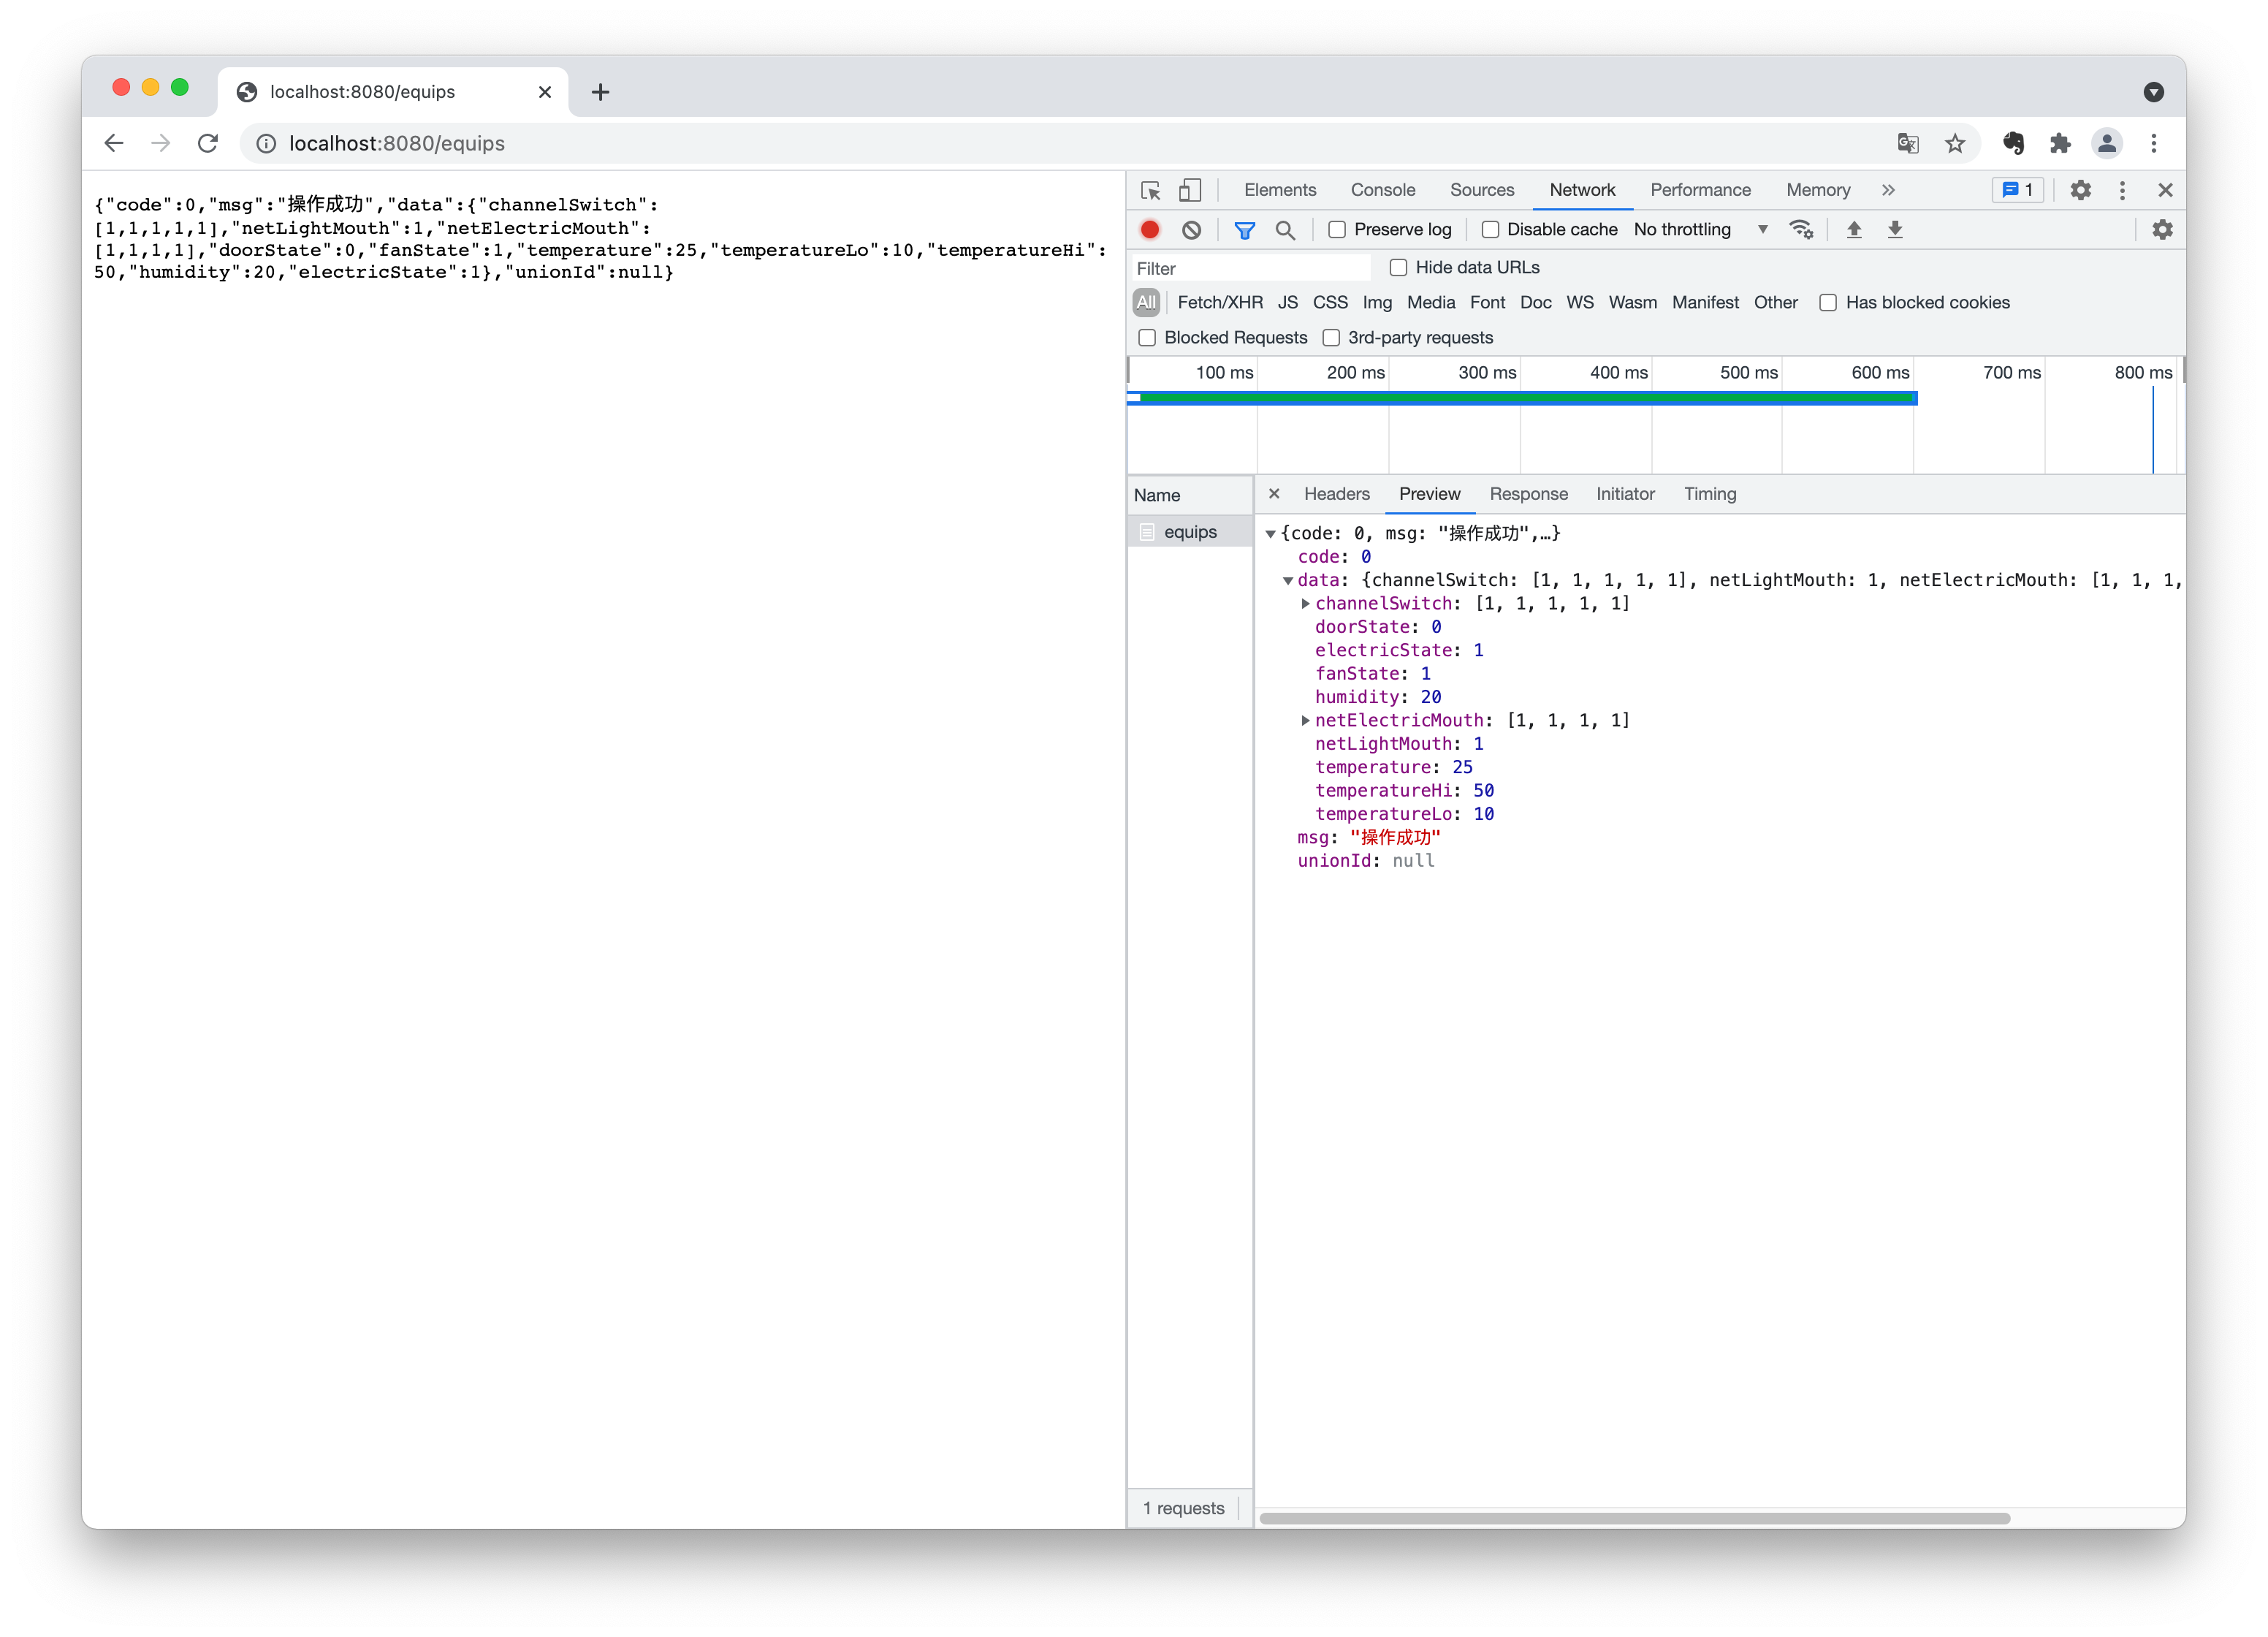 localhost:8080/equips
localhost:8080/equips
{"code":0,"msg":"操作成功","data":{"channelSwitch":
[1,1,1,1,1],"netLightMouth":1,"netElectricMouth":
[1,1,1,1],"doorState":0,"fanState":1,"temperature":25,"temperatureLo":10,"temperatureHi":
50,"humidity":20,"electricState":1},"unionId":null}
Elements Console Sources Network Performance Memory 1
Preserve log Disable cache No throttling
Filter Hide data URLs
All Fetch/XHR JS CSS Img Media Font Doc WS Wasm Manifest Other Has blocked cookies
Blocked Requests 3rd-party requests
100 ms 200 ms 300 ms 400 ms 500 ms 600 ms 700 ms 800 ms
Name
equips
1 requests
Headers Preview Response Initiator Timing
{code: 0, msg: "操作成功",…}
code: 0
data: {channelSwitch: [1, 1, 1, 1, 1], netLightMouth: 1, netElectricMouth: [1, 1, 1,
channelSwitch: [1, 1, 1, 1, 1]
doorState: 0
electricState: 1
fanState: 1
humidity: 20
netElectricMouth: [1, 1, 1, 1]
netLightMouth: 1
temperature: 25
temperatureHi: 50
temperatureLo: 10
msg: "操作成功"
unionId: null